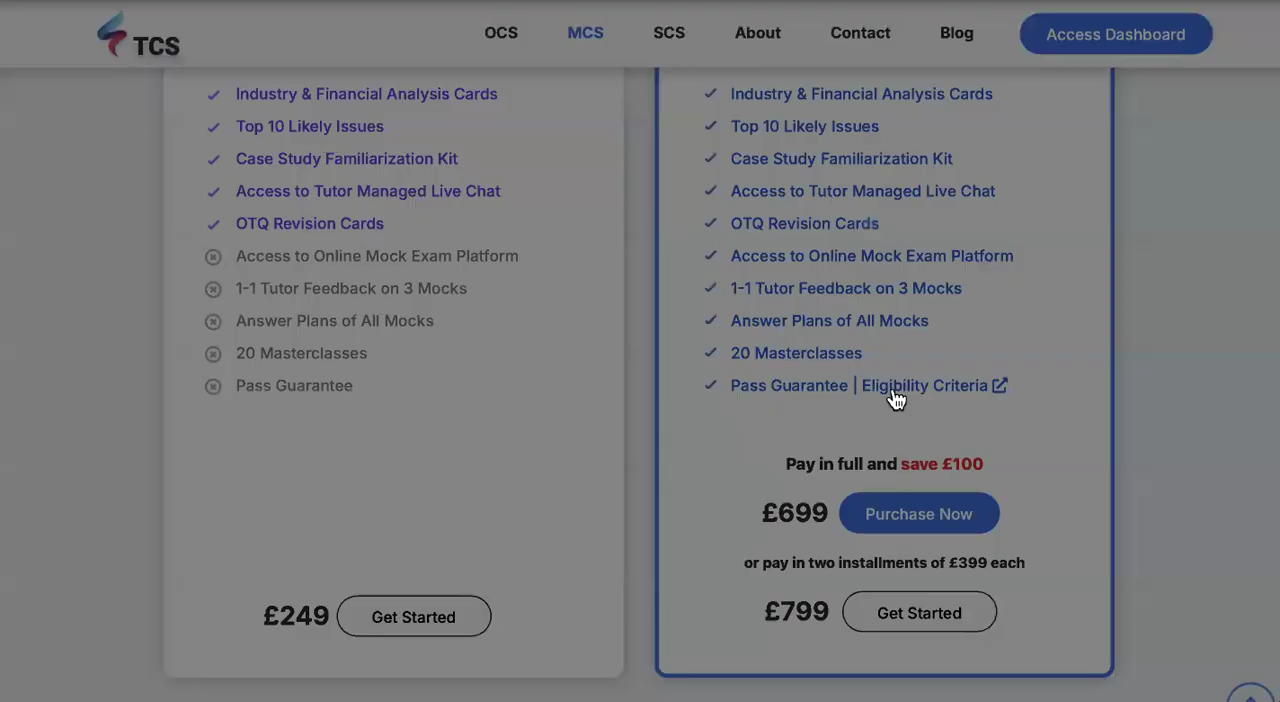 TCS
OCS
MCS
SCS
About
Contact
Blog
Access Dashboard
Industry & Financial Analysis Cards
Top 10 Likely Issues
Case Study Familiarization Kit
Access to Tutor Managed Live Chat
OTQ Revision Cards
Access to Online Mock Exam Platform
1-1 Tutor Feedback on 3 Mocks
Answer Plans of All Mocks
20 Masterclasses
Pass Guarantee
£249
Get Started
Industry & Financial Analysis Cards
Top 10 Likely Issues
Case Study Familiarization Kit
Access to Tutor Managed Live Chat
OTQ Revision Cards
Access to Online Mock Exam Platform
1-1 Tutor Feedback on 3 Mocks
Answer Plans of All Mocks
20 Masterclasses
Pass Guarantee | Eligibility Criteria
Pay in full and save £100
£699
Purchase Now
or pay in two installments of £399 each
£799
Get Started